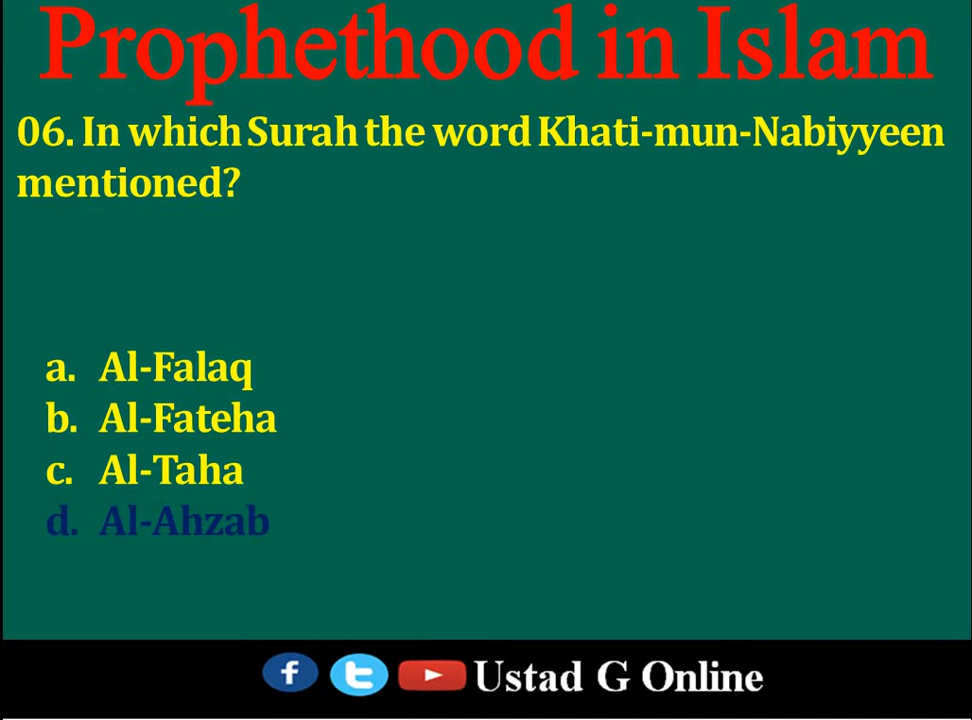 Prophethood in Islam
06. In which Surah the word Khati-mun-Nabiyyeen
mentioned?
a. Al-Falaq
b. Al-Fateha
c. Al-Taha
d. Al-Ahzab
Ustad G Online